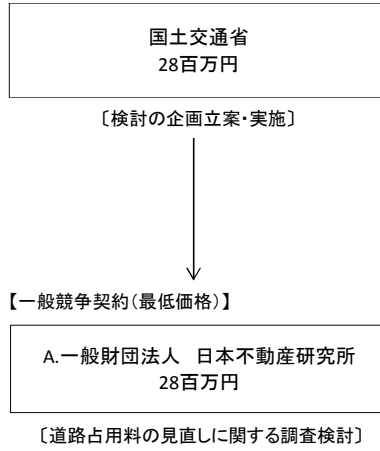 国土交通省
28百万円
〔検討の企画立案・実施〕
【一般競争契約（最低価格）】
A.一般財団法人　日本不動産研究所
28百万円
〔道路占用料の見直しに関する調査検討〕